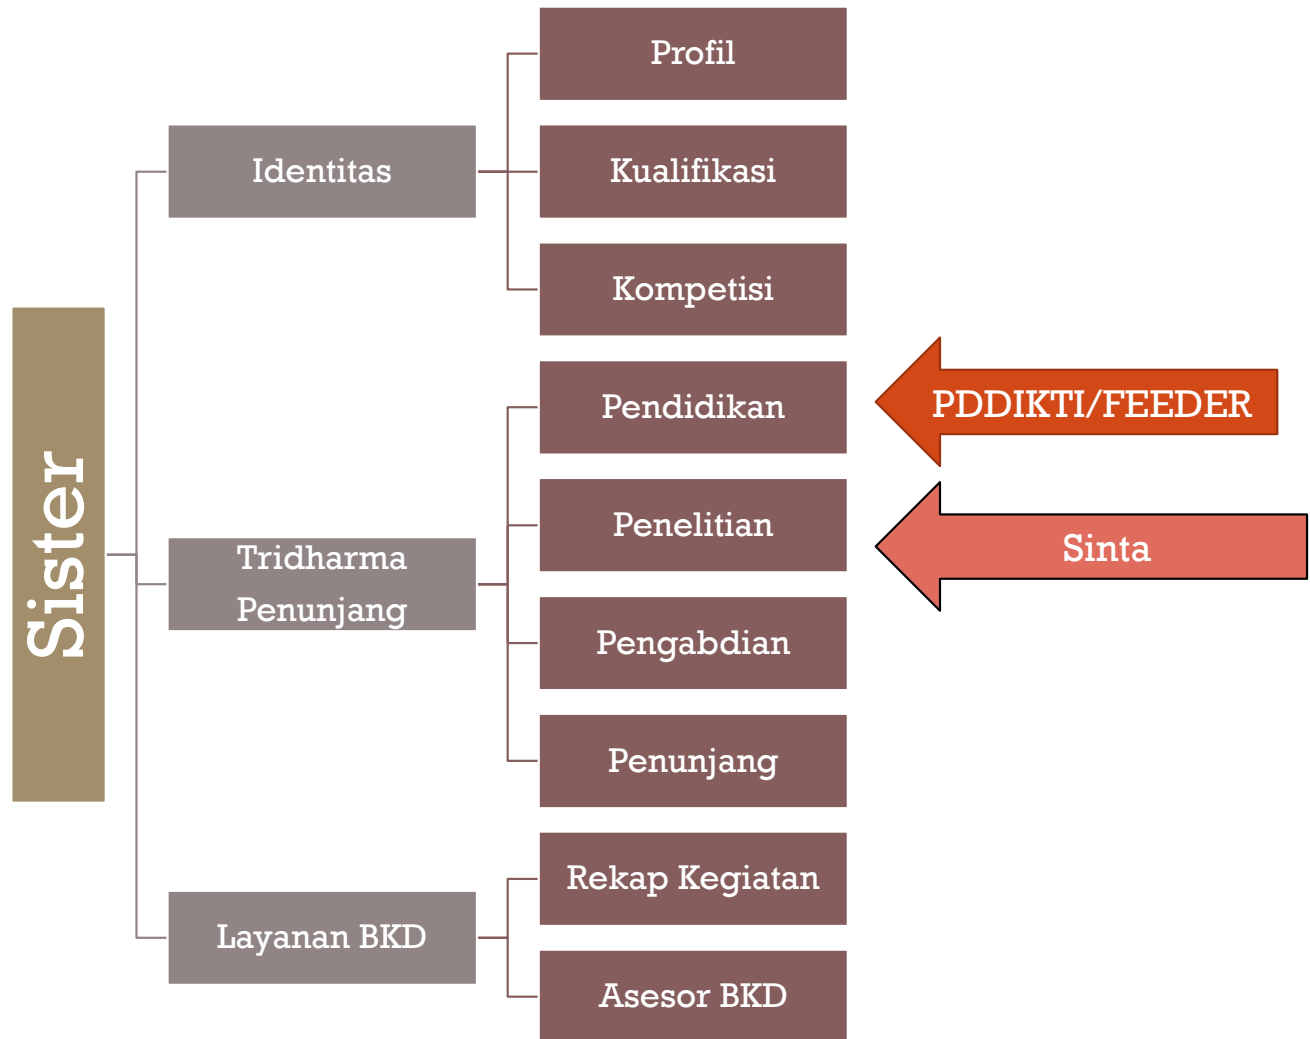 Sister
Identitas
Profil
Kualifikasi
Kompetisi
Tridharma
Penunjang
Pendidikan
PDDIKTI/FEEDER
Penelitian
Sinta
Pengabdian
Penunjang
Layanan BKD
Rekap Kegiatan
Asesor BKD